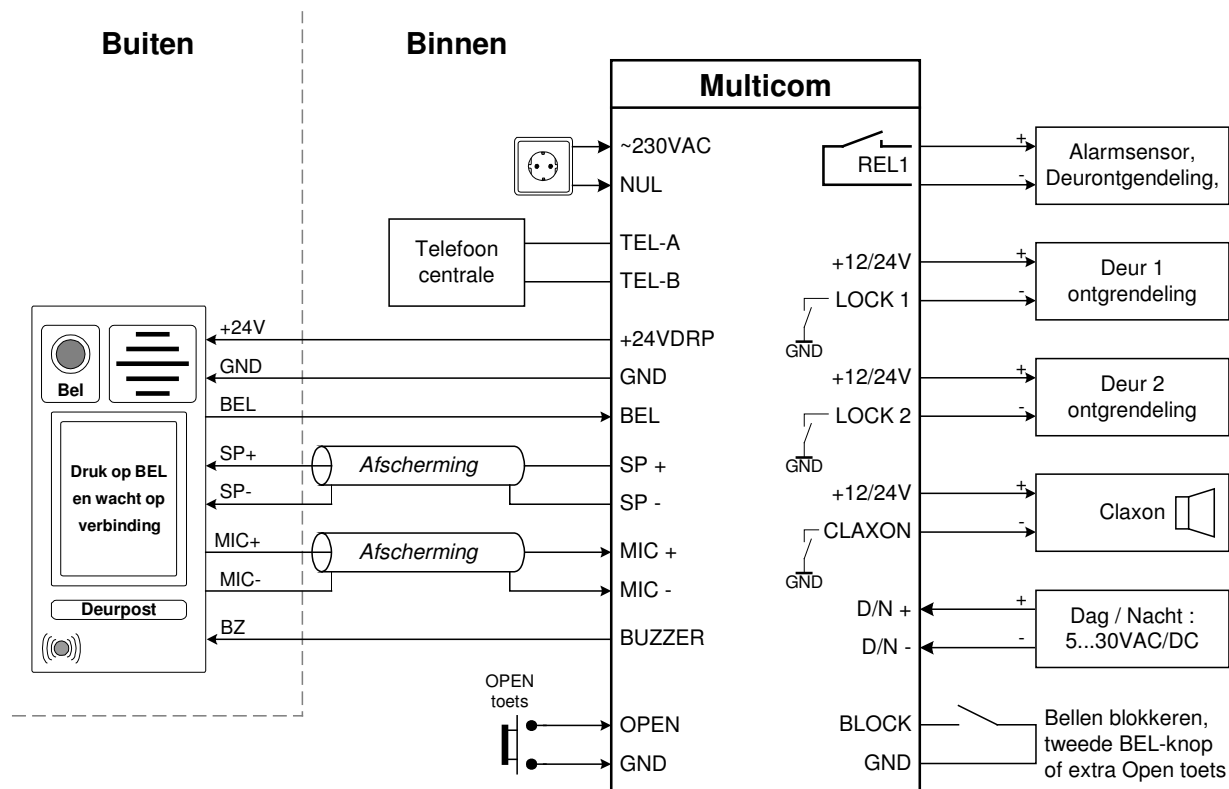 Buiten
Binnen
Multicom
~230VAC
NUL
TEL-A
TEL-B
+24VDRP
GND
BEL
SP +
SP -
MIC +
MIC -
BUZZER
OPEN
GND
Telefoon
centrale
+24V
GND
BEL
SP+
SP-
MIC+
MIC-
BZ
Afscherming
Afscherming
Bel
Druk op BEL
en wacht op
verbinding
Deurpost
OPEN
toets
REL1
+12/24V
LOCK 1
GND
+12/24V
LOCK 2
GND
+12/24V
CLAXON
GND
D/N +
D/N -
BLOCK
GND
+
-
Alarmsensor,
Deurontgendeling,
+
-
Deur 1
ontgrendeling
+
-
Deur 2
ontgrendeling
+
-
Claxon
+
-
Dag / Nacht :
5...30VAC/DC
Bellen blokkeren,
tweede BEL-knop
of extra Open toets